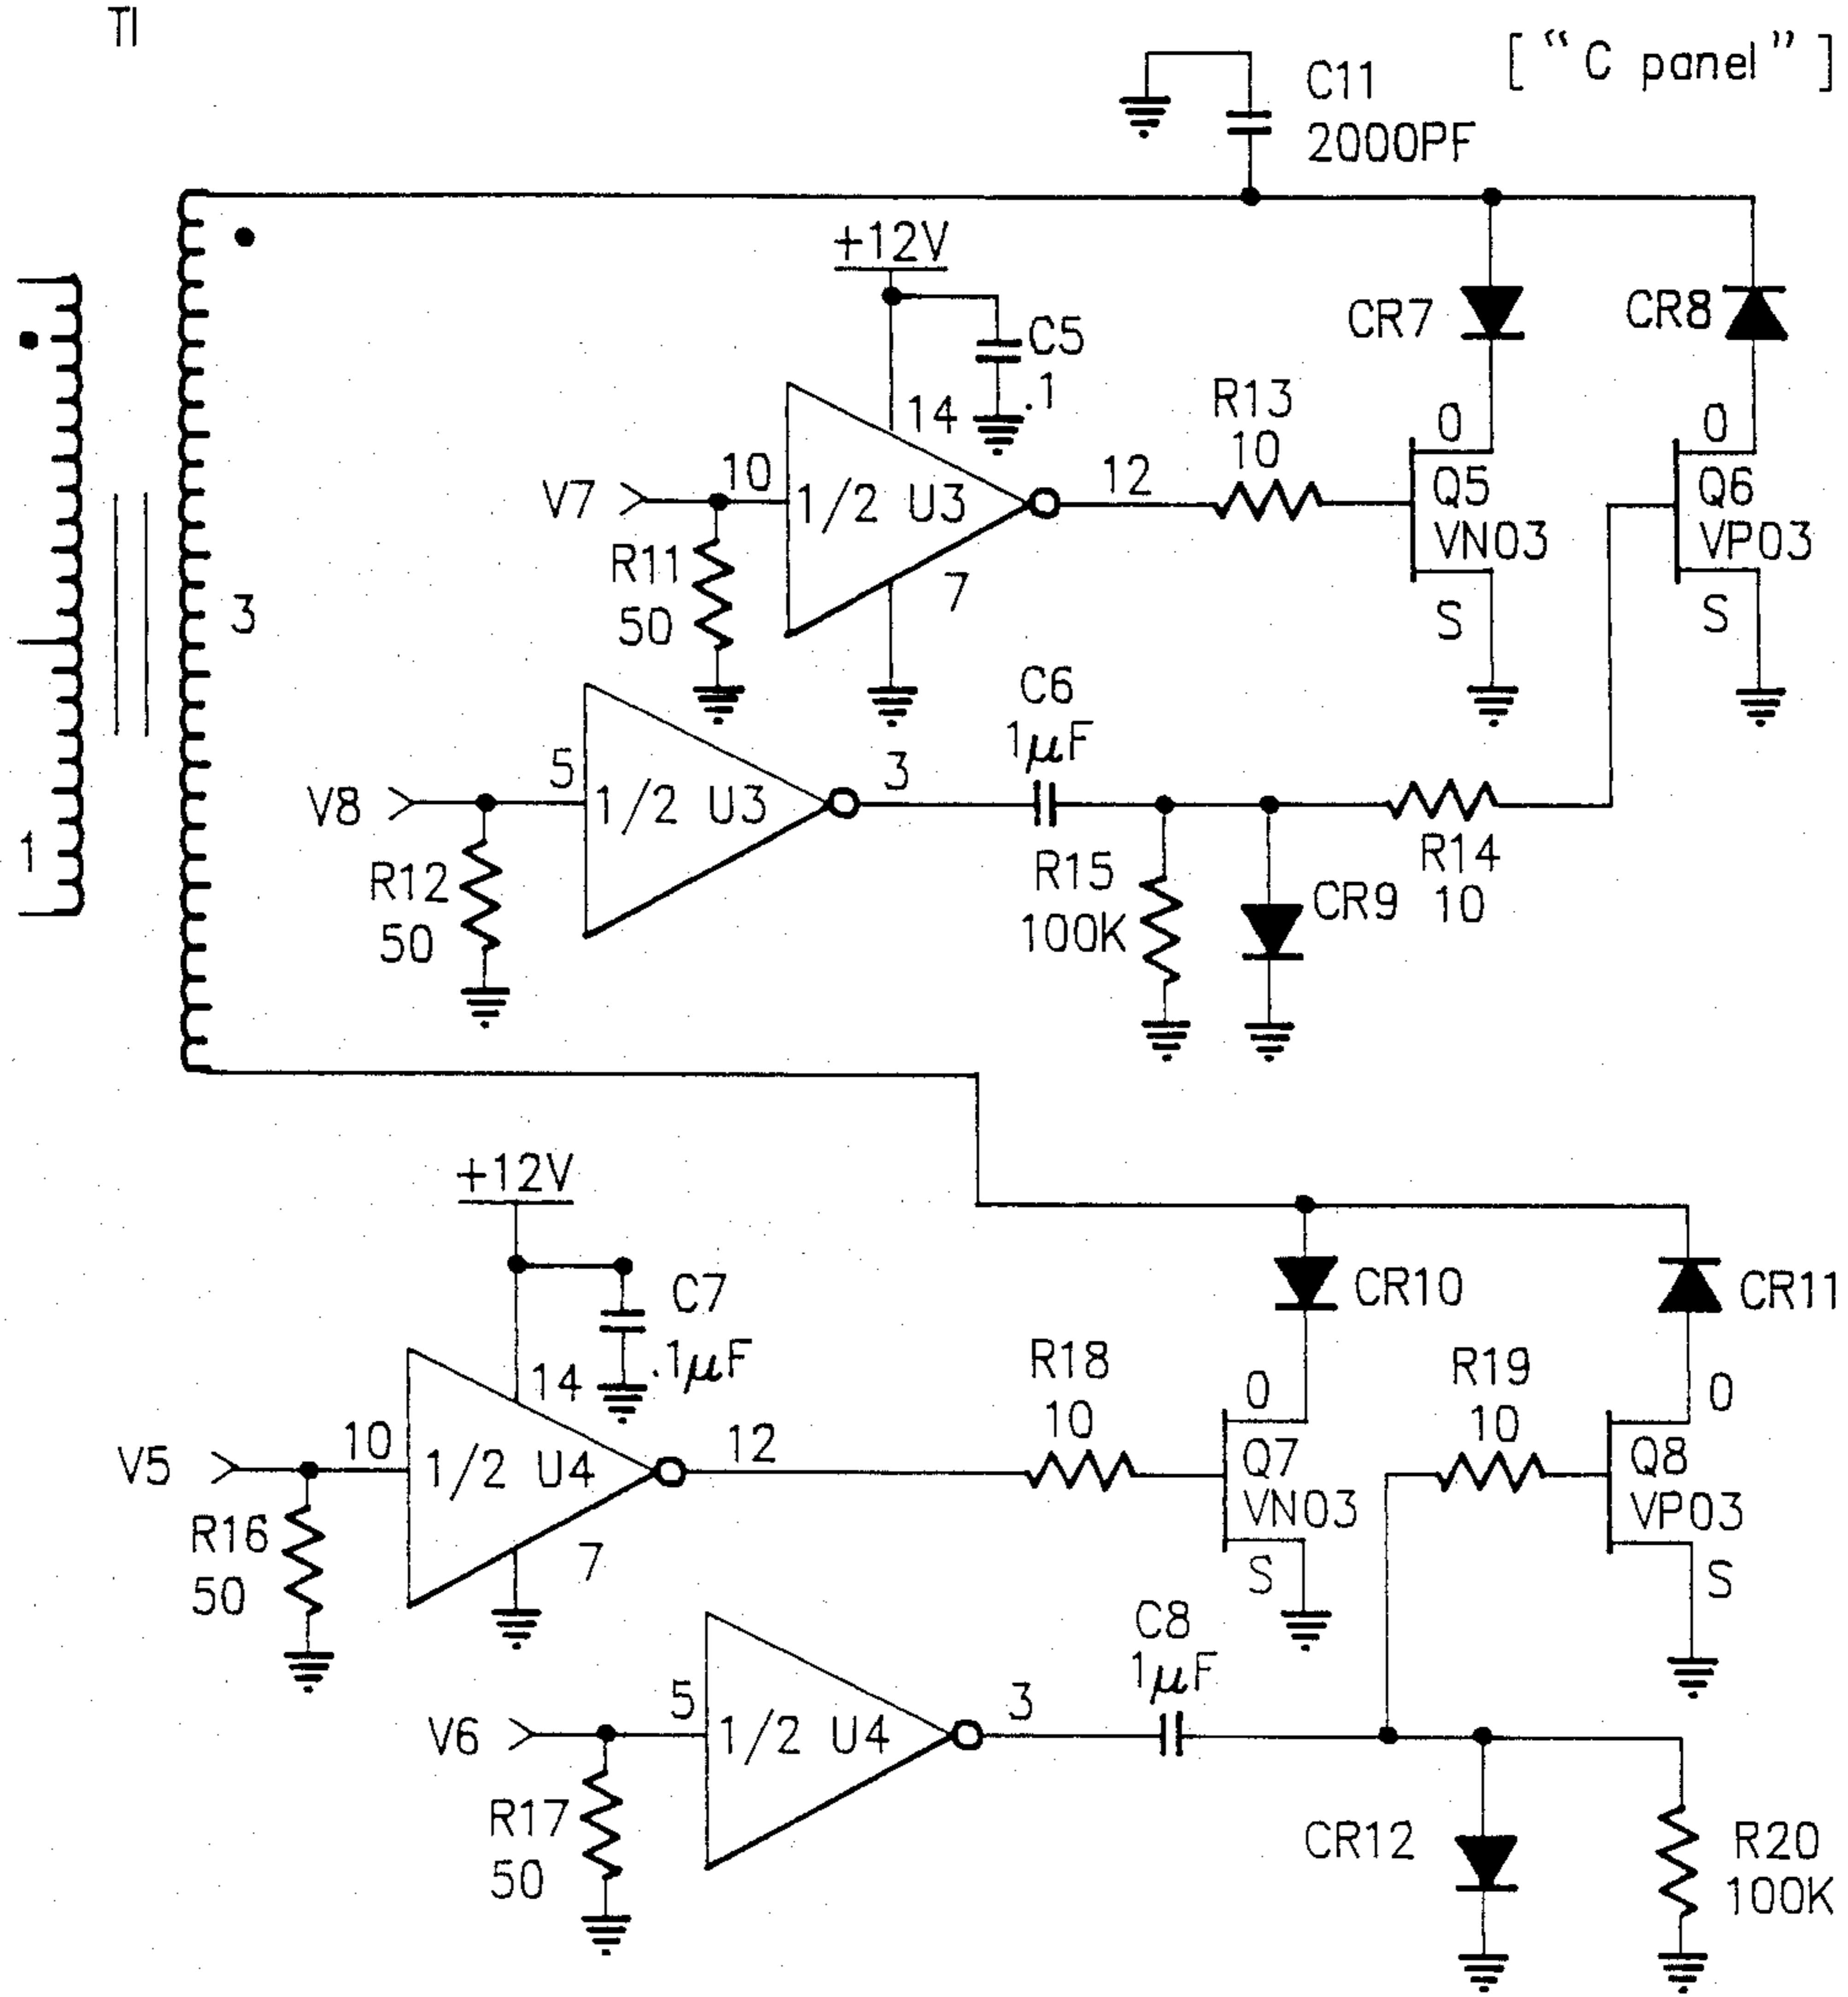 TI
[ “ C panel ” ]
C11
2000PF
+12V
C5
.1
CR7
CR8
14
R13
10
0
0
V7
10
1/2 U3
12
Q5
VN03
Q6
VP03
R11
50
7
S
S
3
1
C6
1μF
V8
5
1/2 U3
3
R12
50
R15
100K
CR9
R14
10
+12V
C7
.1μF
CR10
CR11
14
R18
10
0
R19
10
0
V5
10
1/2 U4
12
Q7
VN03
Q8
VP03
R16
50
7
S
S
C8
1μF
V6
5
1/2 U4
3
R17
50
CR12
R20
100K